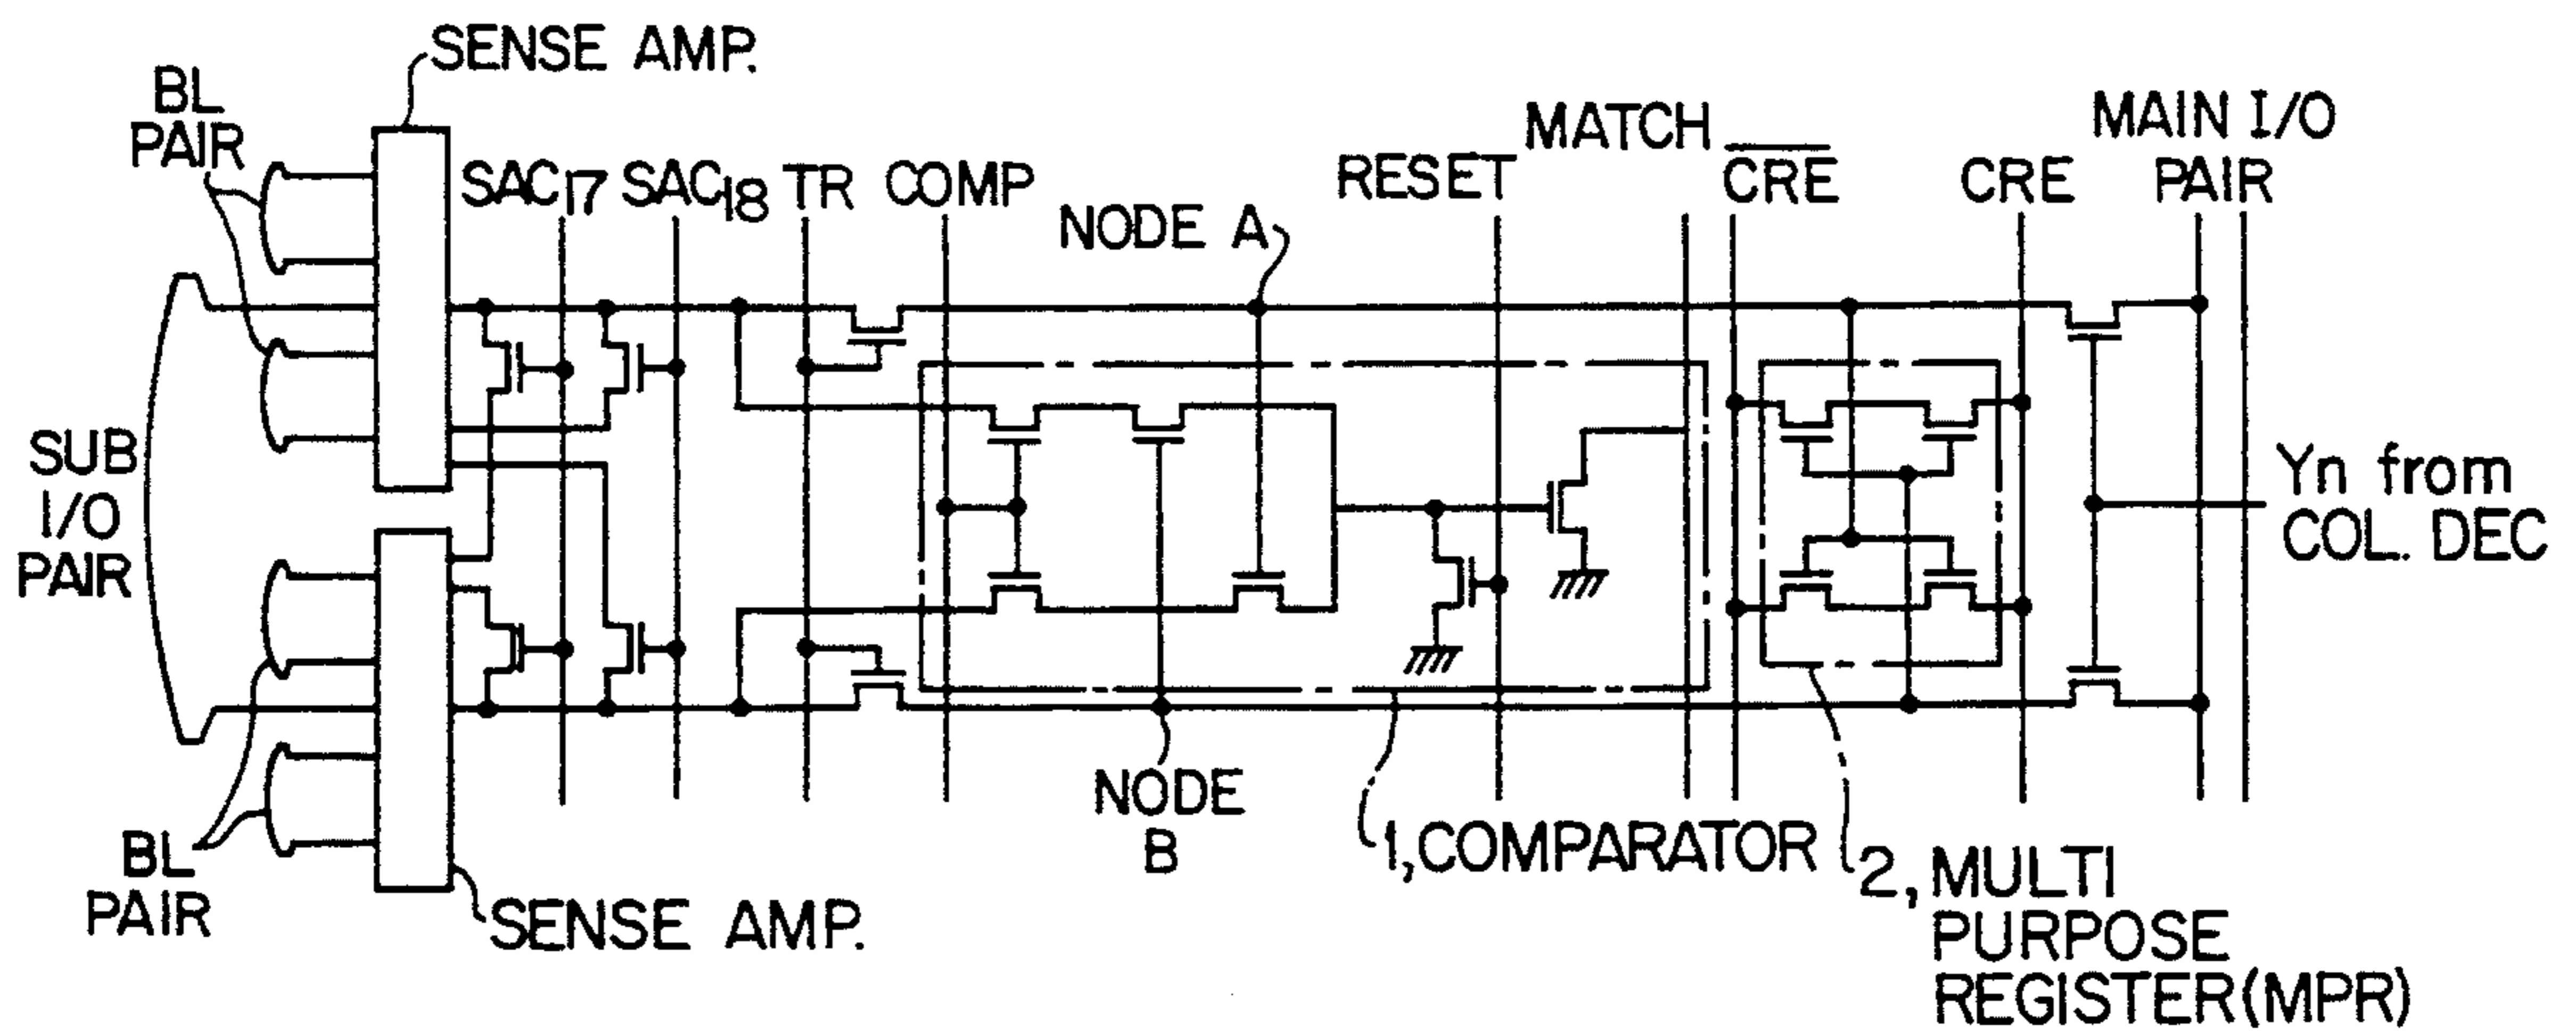 SENSE AMP.
BL
PAIR
SAC17
SAC18
TR
COMP
NODE A
RESET
MATCH
C̅R̅E̅
CRE
MAIN I/O
PAIR
SUB
I/O
PAIR
Yn from
COL. DEC
BL
PAIR
SENSE AMP.
NODE
B
1, COMPARATOR
2, MULTI
PURPOSE
REGISTER(MPR)